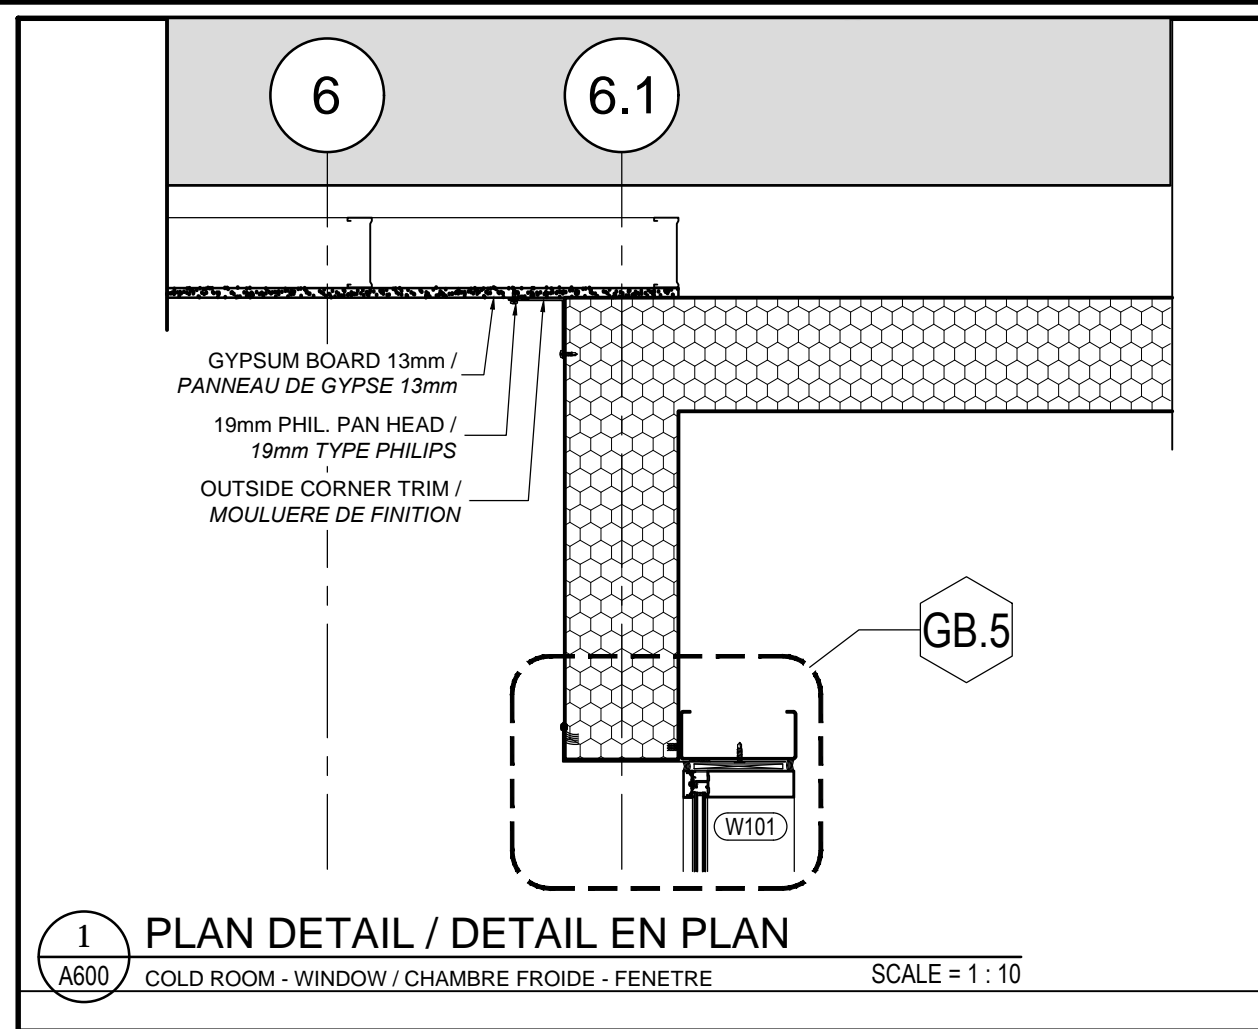 6
6.1
GYPSUM BOARD 13mm /
PANNEAU DE GYPSE 13mm
19mm PHIL. PAN HEAD /
19mm TYPE PHILIPS
OUTSIDE CORNER TRIM /
MOULUERE DE FINITION
GB.5
W101
1
A600
PLAN DETAIL / DETAIL EN PLAN
COLD ROOM - WINDOW / CHAMBRE FROIDE - FENETRE
SCALE = 1 : 10